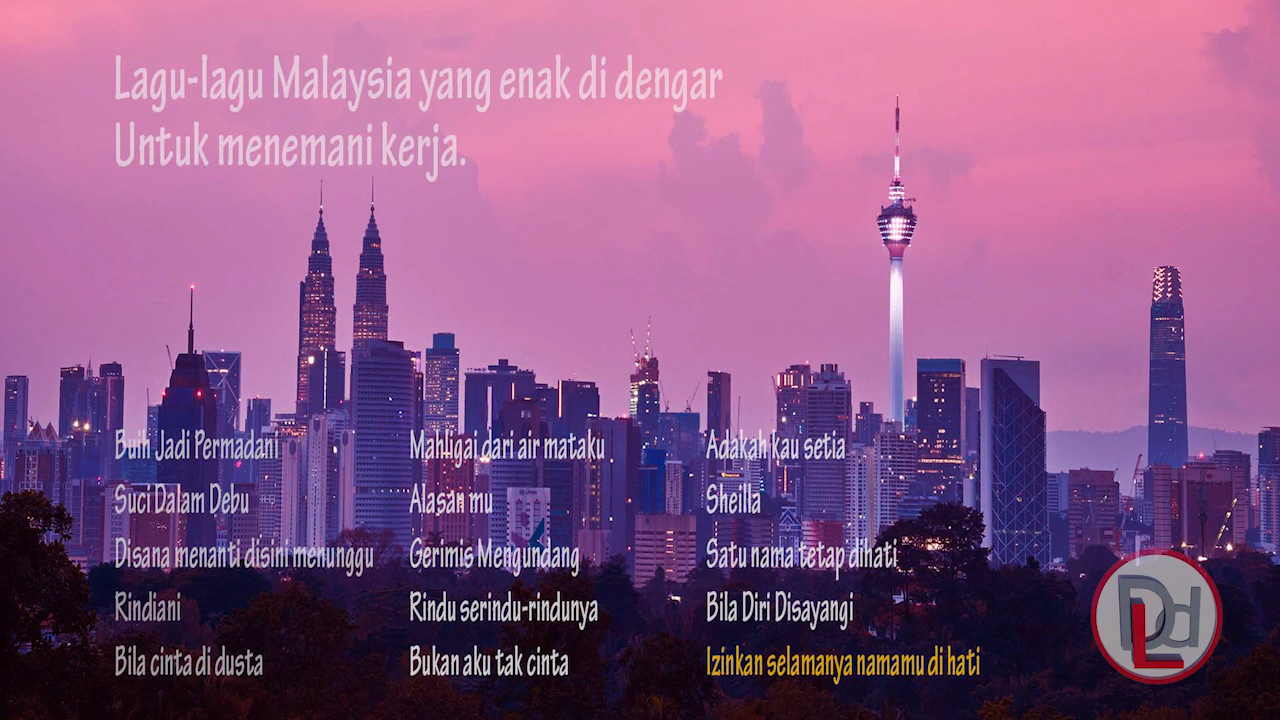 Lagu-lagu Malaysia yang enak di dengar
Untuk menemani kerja.
Buih Jadi Permadani
Suci Dalam Debu
Disana menanti disini menunggu
Rindiani
Bila cinta di dusta
Mahligai dari air mataku
Alasan mu
Gerimis Mengundang
Rindu serindu-rindunya
Bukan aku tak cinta
Adakah kau setia
Sheilla
Satu nama tetap dihati
Bila Diri Disayangi
Izinkan selamanya namamu di hati
DLd